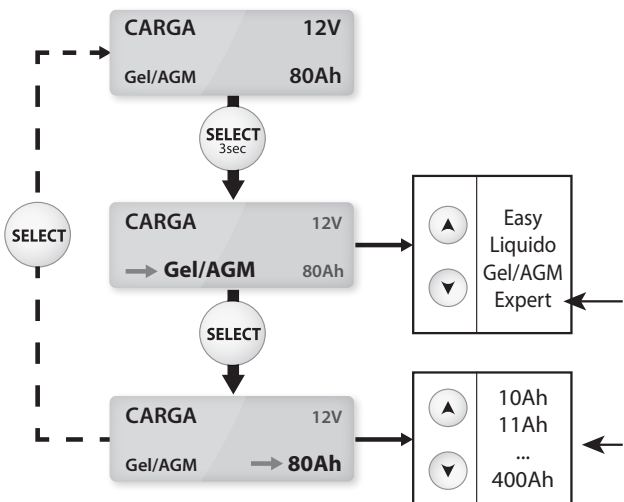 CARGA 12V
Gel/AGM 80Ah
SELECT
3sec
CARGA 12V
Gel/AGM 80Ah
Easy
Liquido
Gel/AGM
Expert
SELECT
SELECT
CARGA 12V
Gel/AGM 80Ah
10Ah
11Ah
...
400Ah